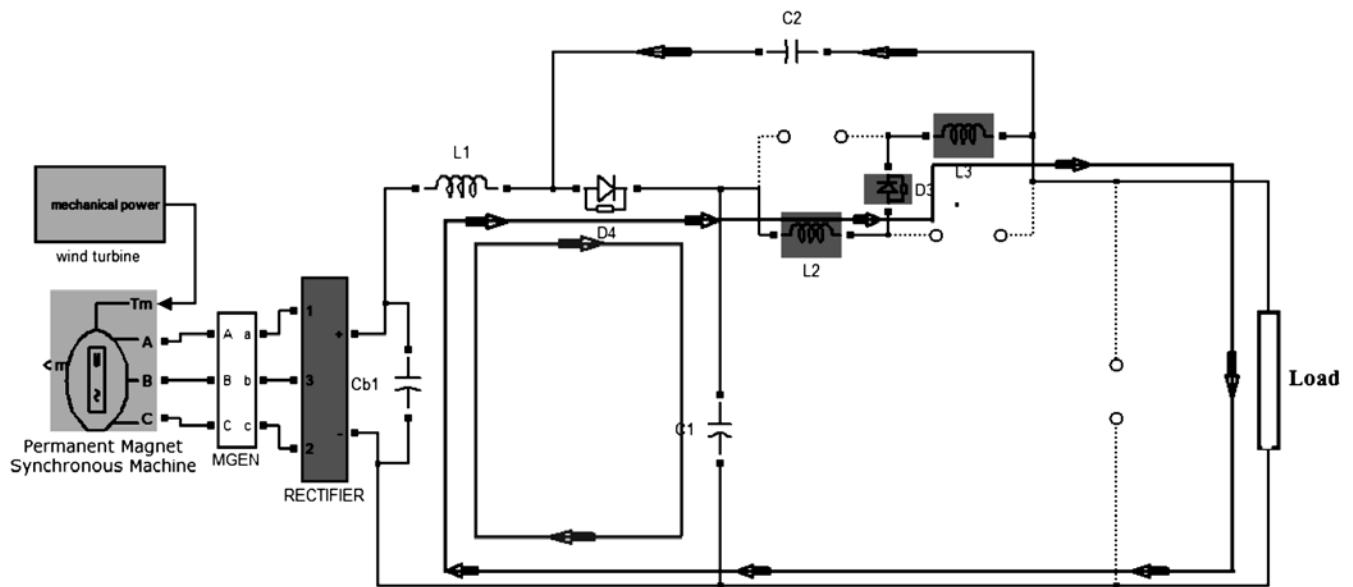 C2
L1
L3
D3
mechanical power
wind turbine
D4
L2
Tm
1
A
A a
+
m
B
B b
3
Cb1
Load
C
C c
-
C1
2
Permanent Magnet
Synchronous Machine
MGEN
RECTIFIER